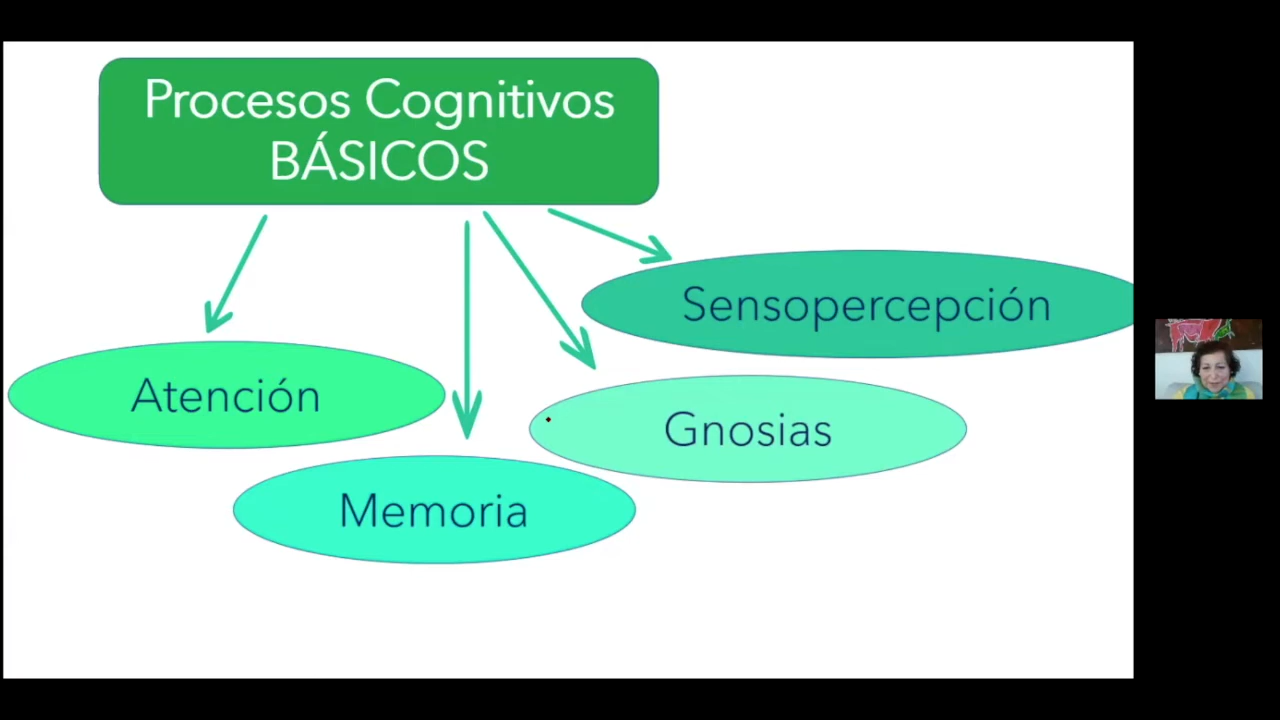 Procesos Cognitivos
BÁSICOS
Sensopercepción
Atención
Gnosias
Memoria